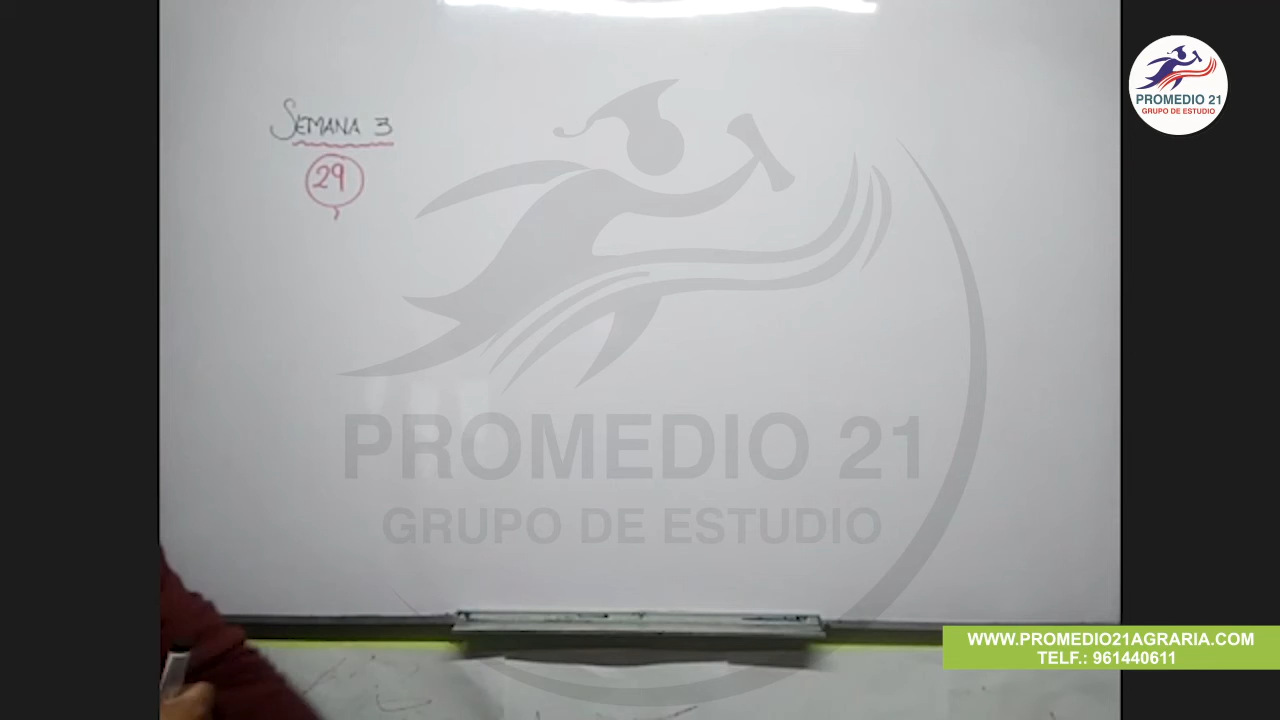 SEMANA 3
29
PROMEDIO 21
GRUPO DE ESTUDIO
PROMEDIO 21
GRUPO DE ESTUDIO
WWW.PROMEDIO21AGRARIA.COM
TELF.: 961440611